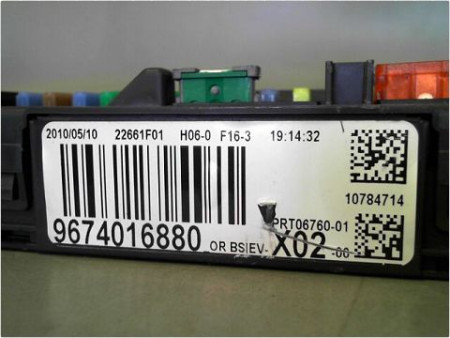 2010/05/10 22661F01 H06-0 F16-3 19:14:32
10784714
PRT06760-01
9674016880 OR BSIEV- X02 -00